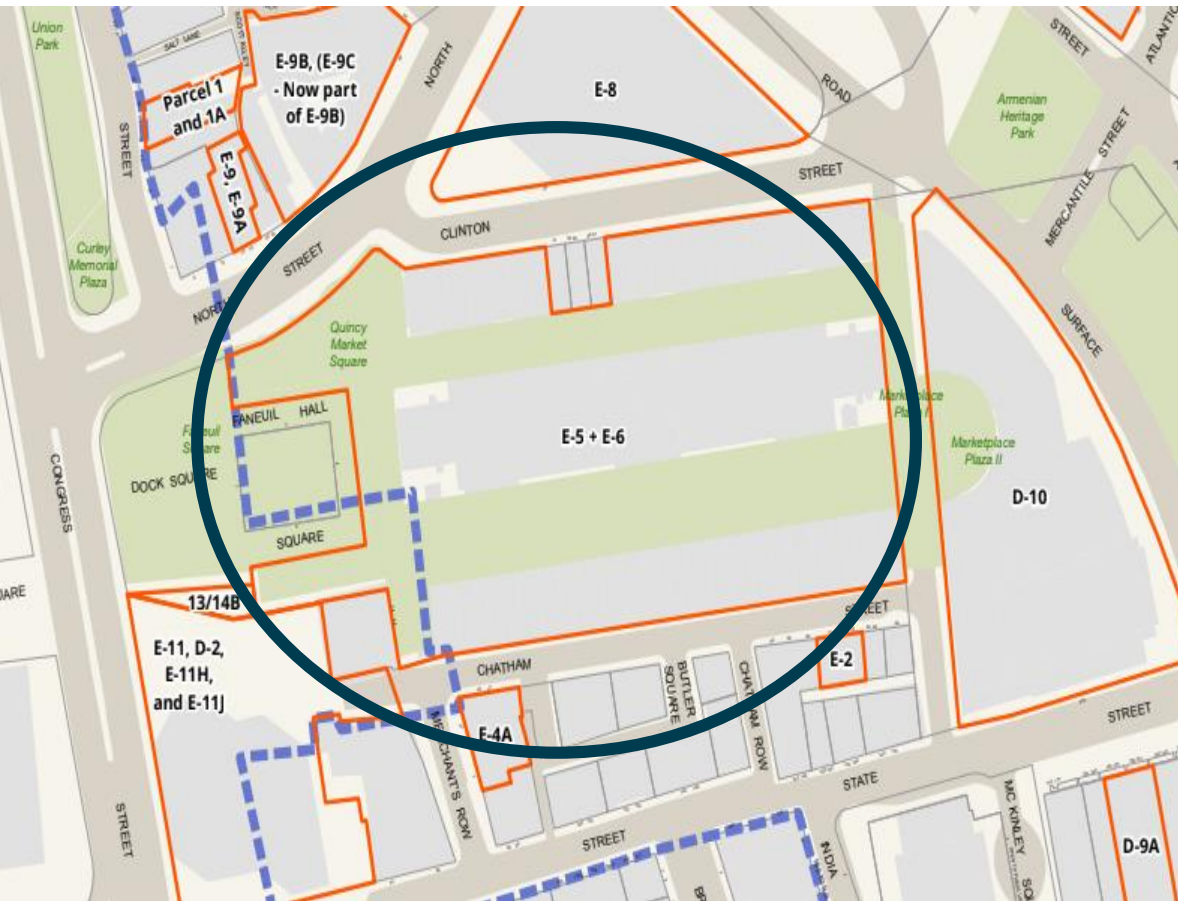 Union
Park
SALT LANE
STREET
Parcel 1
and 1A
E-9, E-9A
E-9B, (E-9C
- Now part
of E-9B)
NORTH
E-8
ROAD
STREET
ATLANTIC
Armenian
Heritage
Park
MERCANTILE STREET
Curley
Memorial
Plaza
NORTH
STREET
CLINTON
STREET
SURFACE
Quincy
Market
Square
FANEUIL HALL
SQUARE
Faneuil
Square
DOCK SQUARE
CONGRESS
STREET
E-5 + E-6
Marketplace
Plaza I
Marketplace
Plaza II
D-10
13/14B
E-11, D-2,
E-11H,
and E-11J
CHATHAM
STREET
MERCHANT'S ROW
E-4A
BUTLER
SQUARE
CHATHAM ROW
E-2
STATE
STREET
STREET
INDIA
MC KINLEY
SQ
D-9A